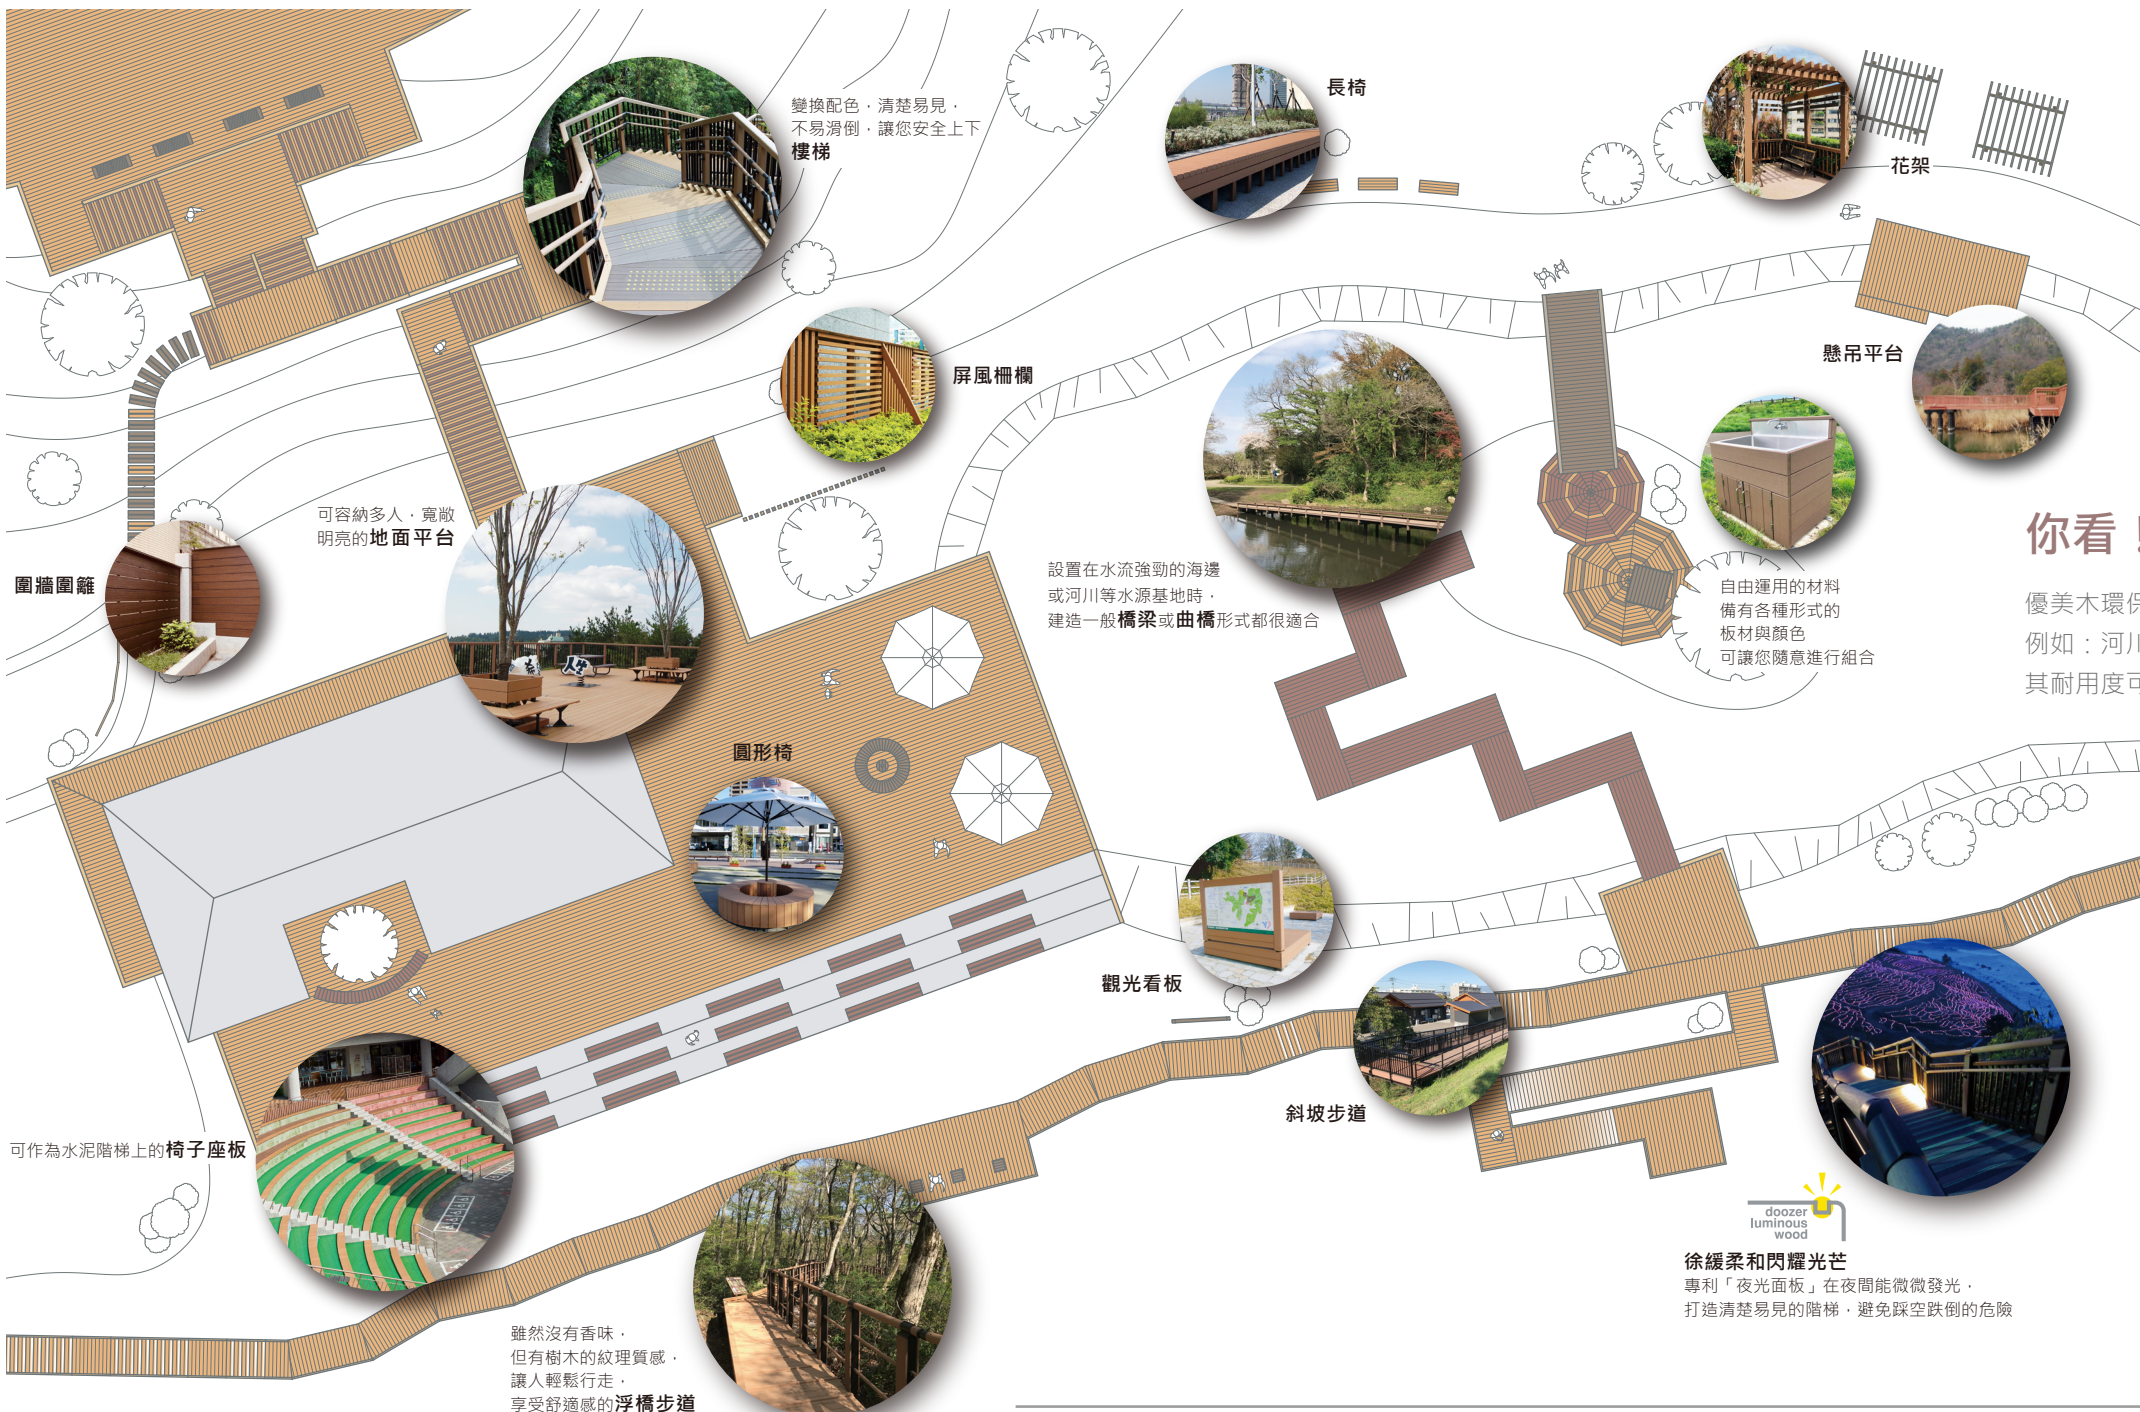 變換配色，清楚易見，
不易滑倒，讓您安全上下
樓梯
長椅
花架
屏風柵欄
懸吊平台
可容納多人，寬敞
明亮的地面平台
圍牆圍籬
設置在水流強勁的海邊
或河川等水源基地時，
建造一般橋梁或曲橋形式都很適合
自由運用的材料
備有各種形式的
板材與顏色
可讓您隨意進行組合
你看！
優美木環保
例如：河川
其耐用度可
人生
圓形椅
觀光看板
斜坡步道
可作為水泥階梯上的椅子座板
doozer
luminous
wood
徐緩柔和閃耀光芒
專利「夜光面板」在夜間能微微發光，
打造清楚易見的階梯，避免踩空跌倒的危險
雖然沒有香味，
但有樹木的紋理質感，
讓人輕鬆行走，
享受舒適感的浮橋步道